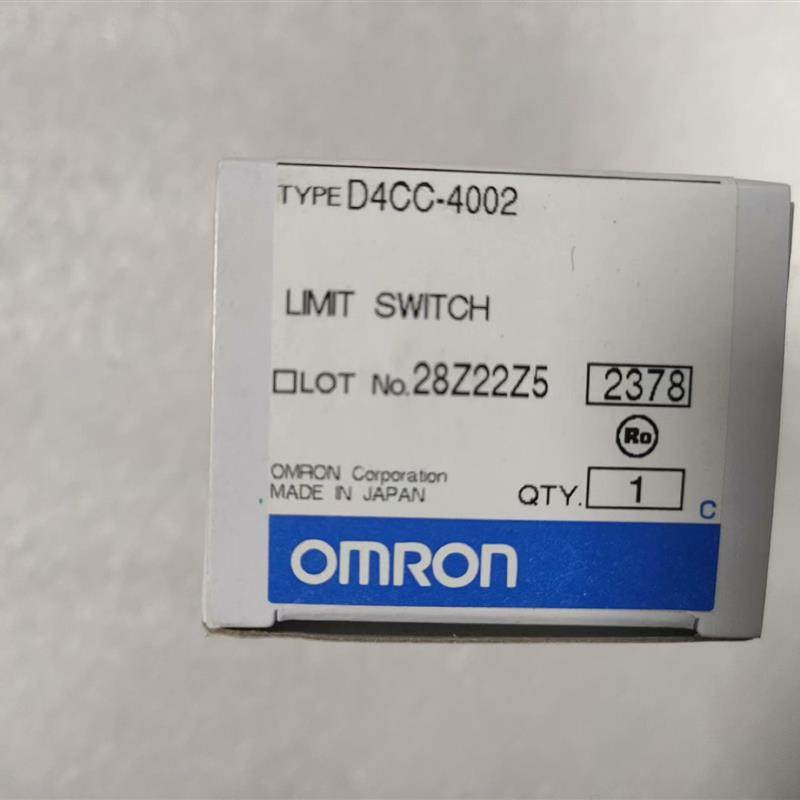 TYPE D4CC-4002
LIMIT SWITCH
LOT No. 28Z22Z5 2378
Ro
OMRON Corporation
MADE IN JAPAN QTY. 1
C
OMRON